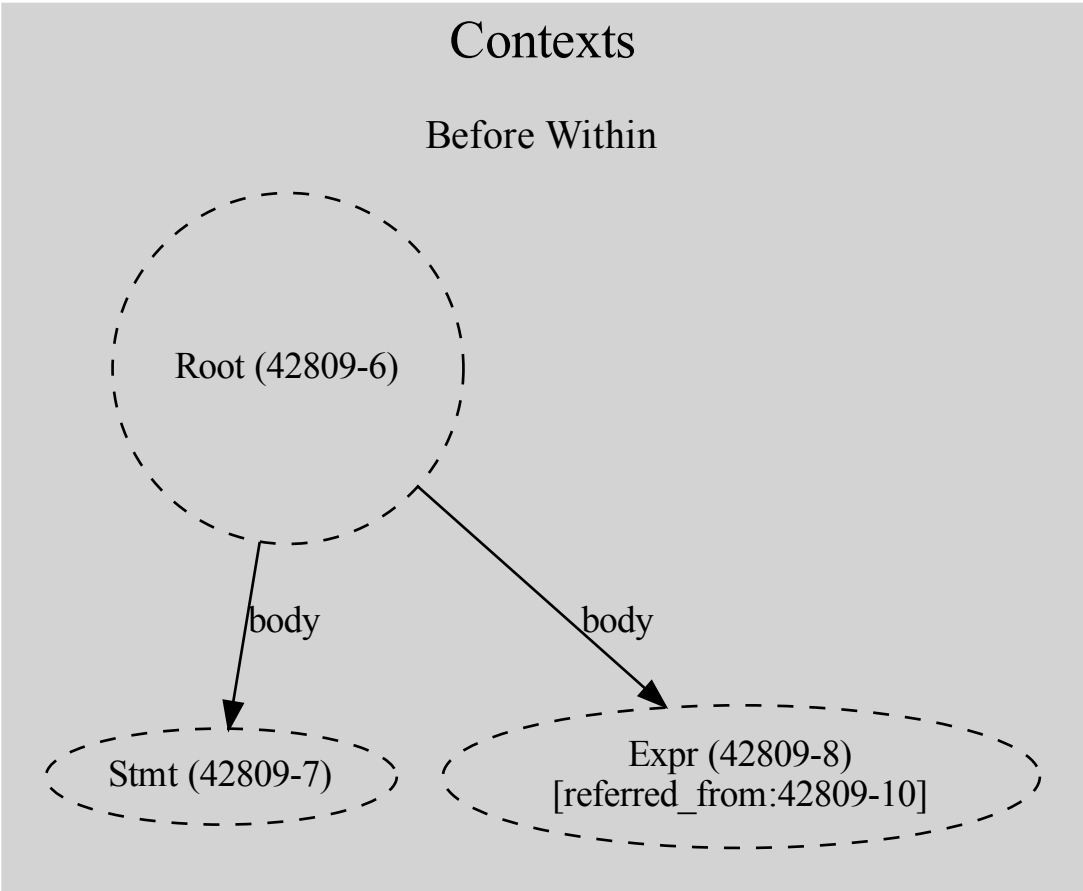 Contexts
Before Within
Root (42809-6)
body
body
Stmt (42809-7)
Expr (42809-8)
[referred_from:42809-10]